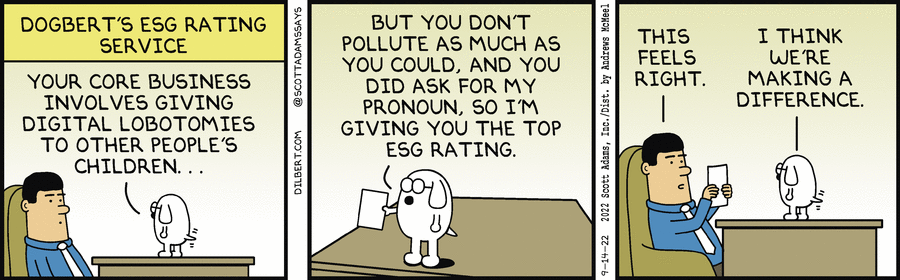 DOGBERT'S ESG RATING
SERVICE
YOUR CORE BUSINESS
INVOLVES GIVING
DIGITAL LOBOTOMIES
TO OTHER PEOPLE'S
CHILDREN...
DILBERT.COM
@SCOTTADAMSSAYS
BUT YOU DON'T
POLLUTE AS MUCH AS
YOU COULD, AND YOU
DID ASK FOR MY
PRONOUN, SO I'M
GIVING YOU THE TOP
ESG RATING.
9-14-22 2022 Scott Adams, Inc./Dist. by Andrews McMeel
THIS
FEELS
RIGHT.
I THINK
WE'RE
MAKING A
DIFFERENCE.